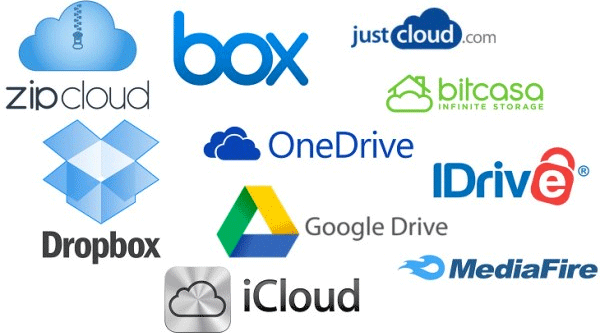 zipcloud
box
justcloud.com
bitcasa
INFINITE STORAGE
Dropbox
OneDrive
IDrive®
Google Drive
MediaFire
iCloud